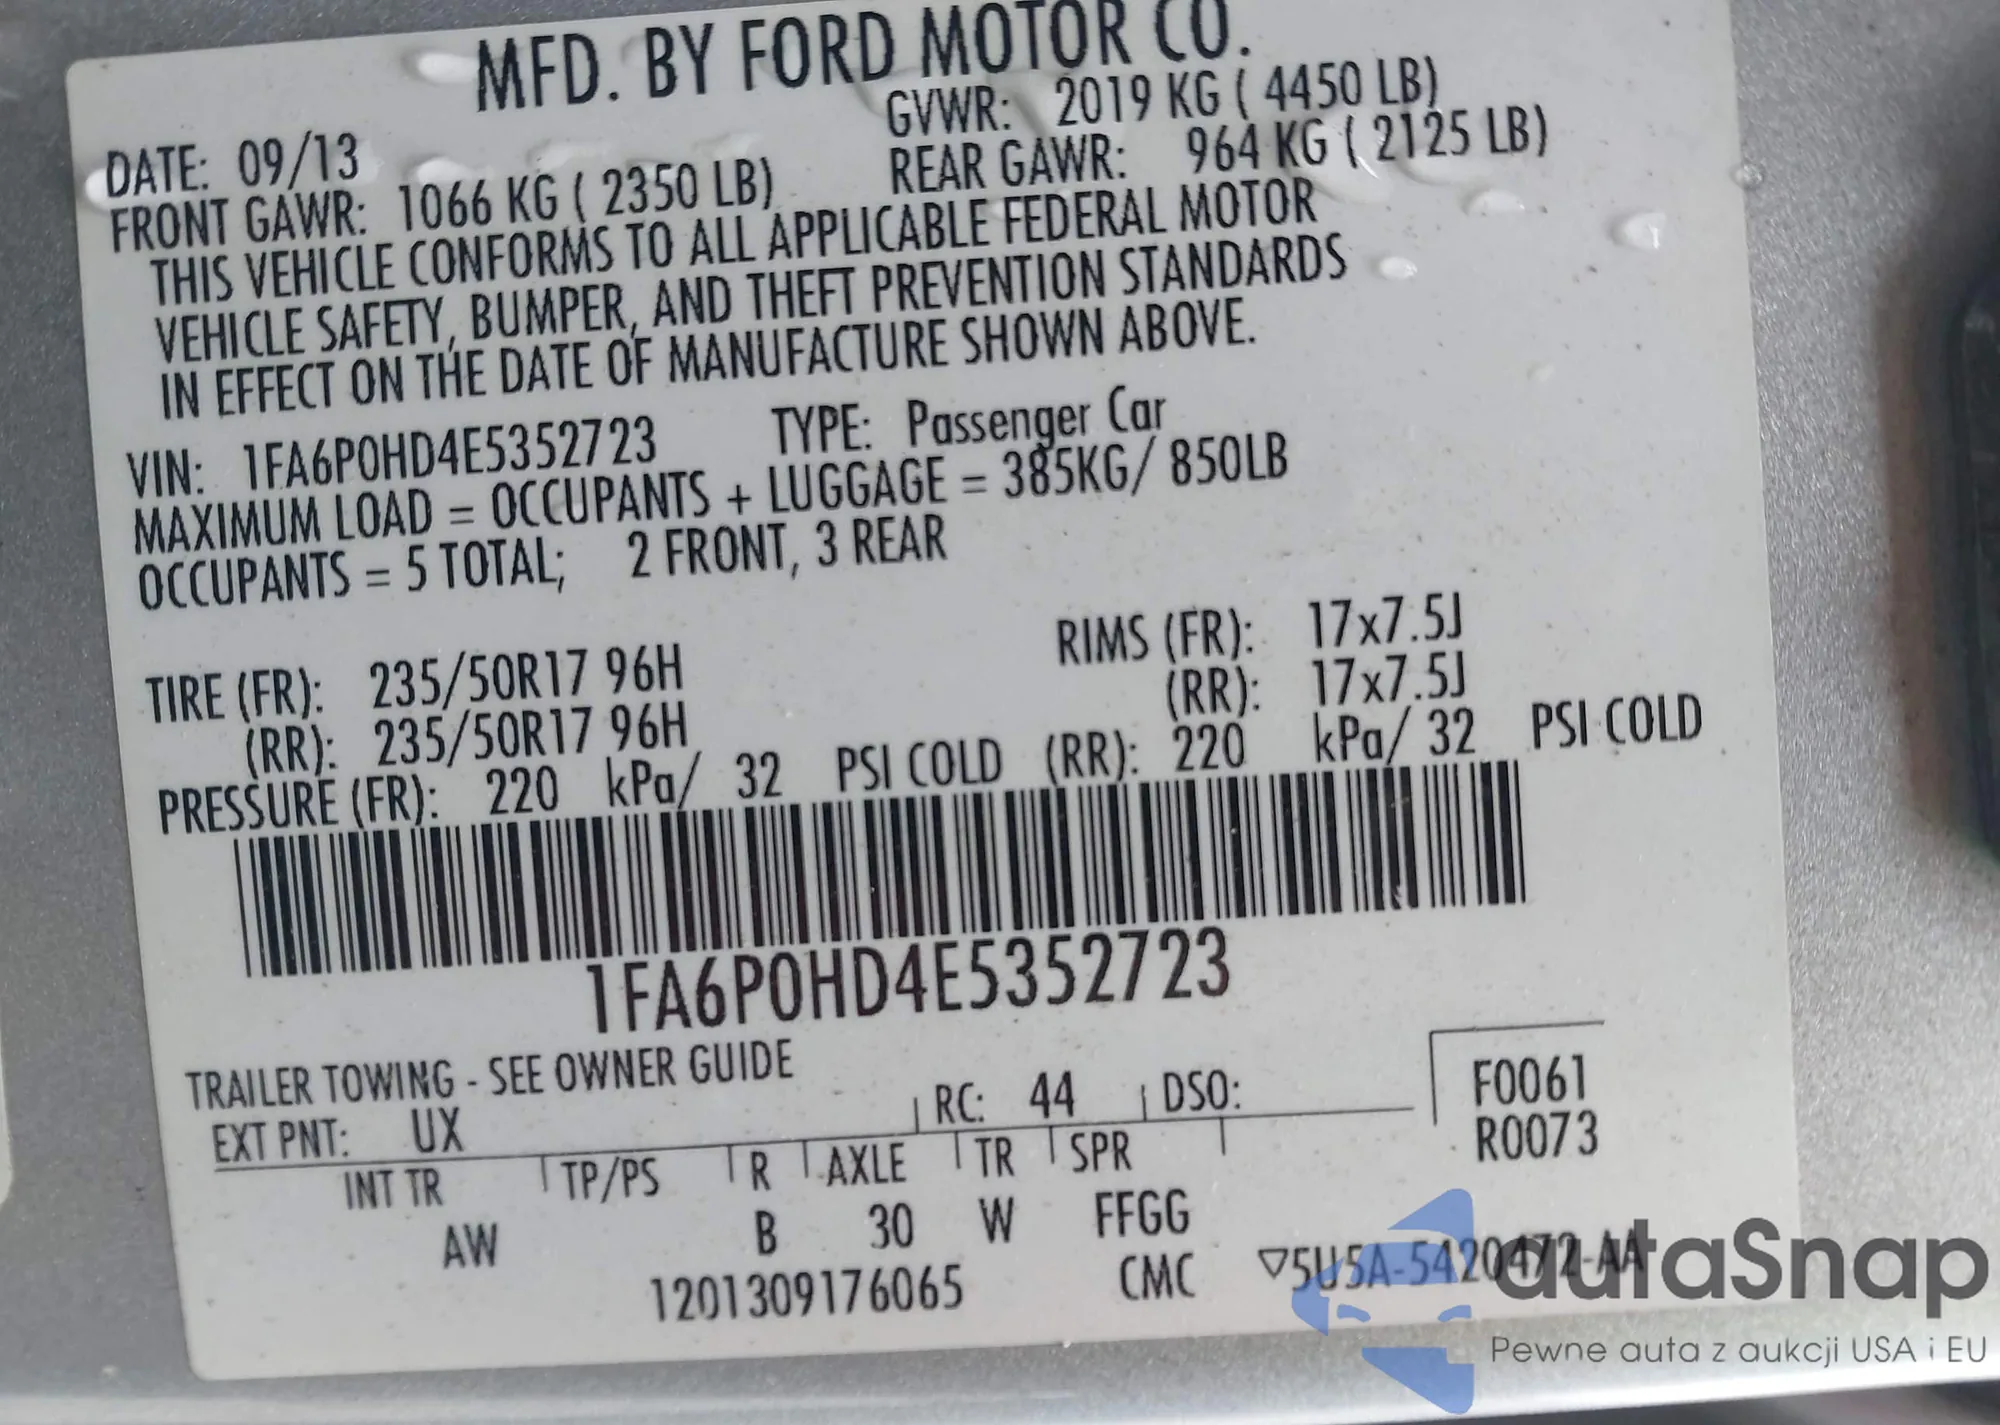 MFD. BY FORD MOTOR CO.
DATE: 09/13 GVWR: 2019 KG ( 4450 LB)
FRONT GAWR: 1066 KG ( 2350 LB) REAR GAWR: 964 KG ( 2125 LB)
THIS VEHICLE CONFORMS TO ALL APPLICABLE FEDERAL MOTOR
VEHICLE SAFETY, BUMPER, AND THEFT PREVENTION STANDARDS
IN EFFECT ON THE DATE OF MANUFACTURE SHOWN ABOVE.
VIN: 1FA6P0HD4E5352723 TYPE: Passenger Car
MAXIMUM LOAD = OCCUPANTS + LUGGAGE = 385KG/ 850LB
OCCUPANTS = 5 TOTAL; 2 FRONT, 3 REAR
TIRE (FR): 235/50R17 96H RIMS (FR): 17x7.5J
(RR): 235/50R17 96H (RR): 17x7.5J
PRESSURE (FR): 220 kPa/ 32 PSI COLD (RR): 220 kPa/ 32 PSI COLD
1FA6P0HD4E5352723
TRAILER TOWING - SEE OWNER GUIDE
EXT PNT: UX RC: 44 DSO: F0061
R0073
INT TR TP/PS R AXLE TR SPR
AW B 30 W FFGG
1201309176065 CMC ▽5U5A-5420472-AA
autaSnap
Pewne auta z aukcji USA i EU